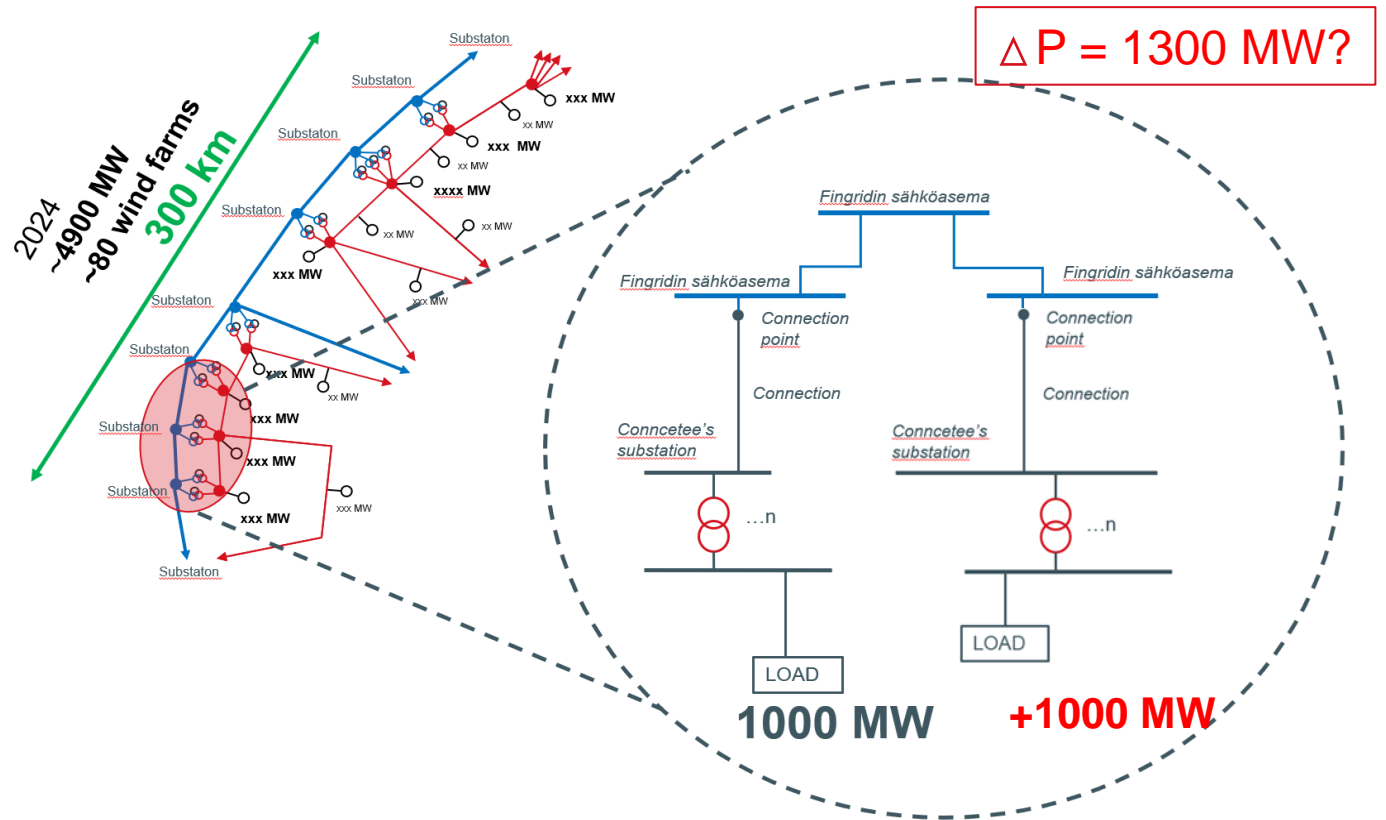 △ P = 1300 MW?
2024
~4900 MW
~80 wind farms
300 km
Substaton
Substaton
xxx MW
xx MW
Substaton
xxx MW
xx MW
xxxx MW
Substaton
xx MW
xx MW
xxx MW
xxx MW
Substaton
Substaton
xxx MW
xx MW
xxx MW
Substaton
xxx MW
Substaton
xxx MW
xxx MW
Substaton
Fingridin sähköasema
Fingridin sähköasema
Fingridin sähköasema
Connection
point
Connection
point
Connection
Connection
Conncetee's
substation
Conncetee's
substation
...n
...n
LOAD
LOAD
1000 MW
+1000 MW